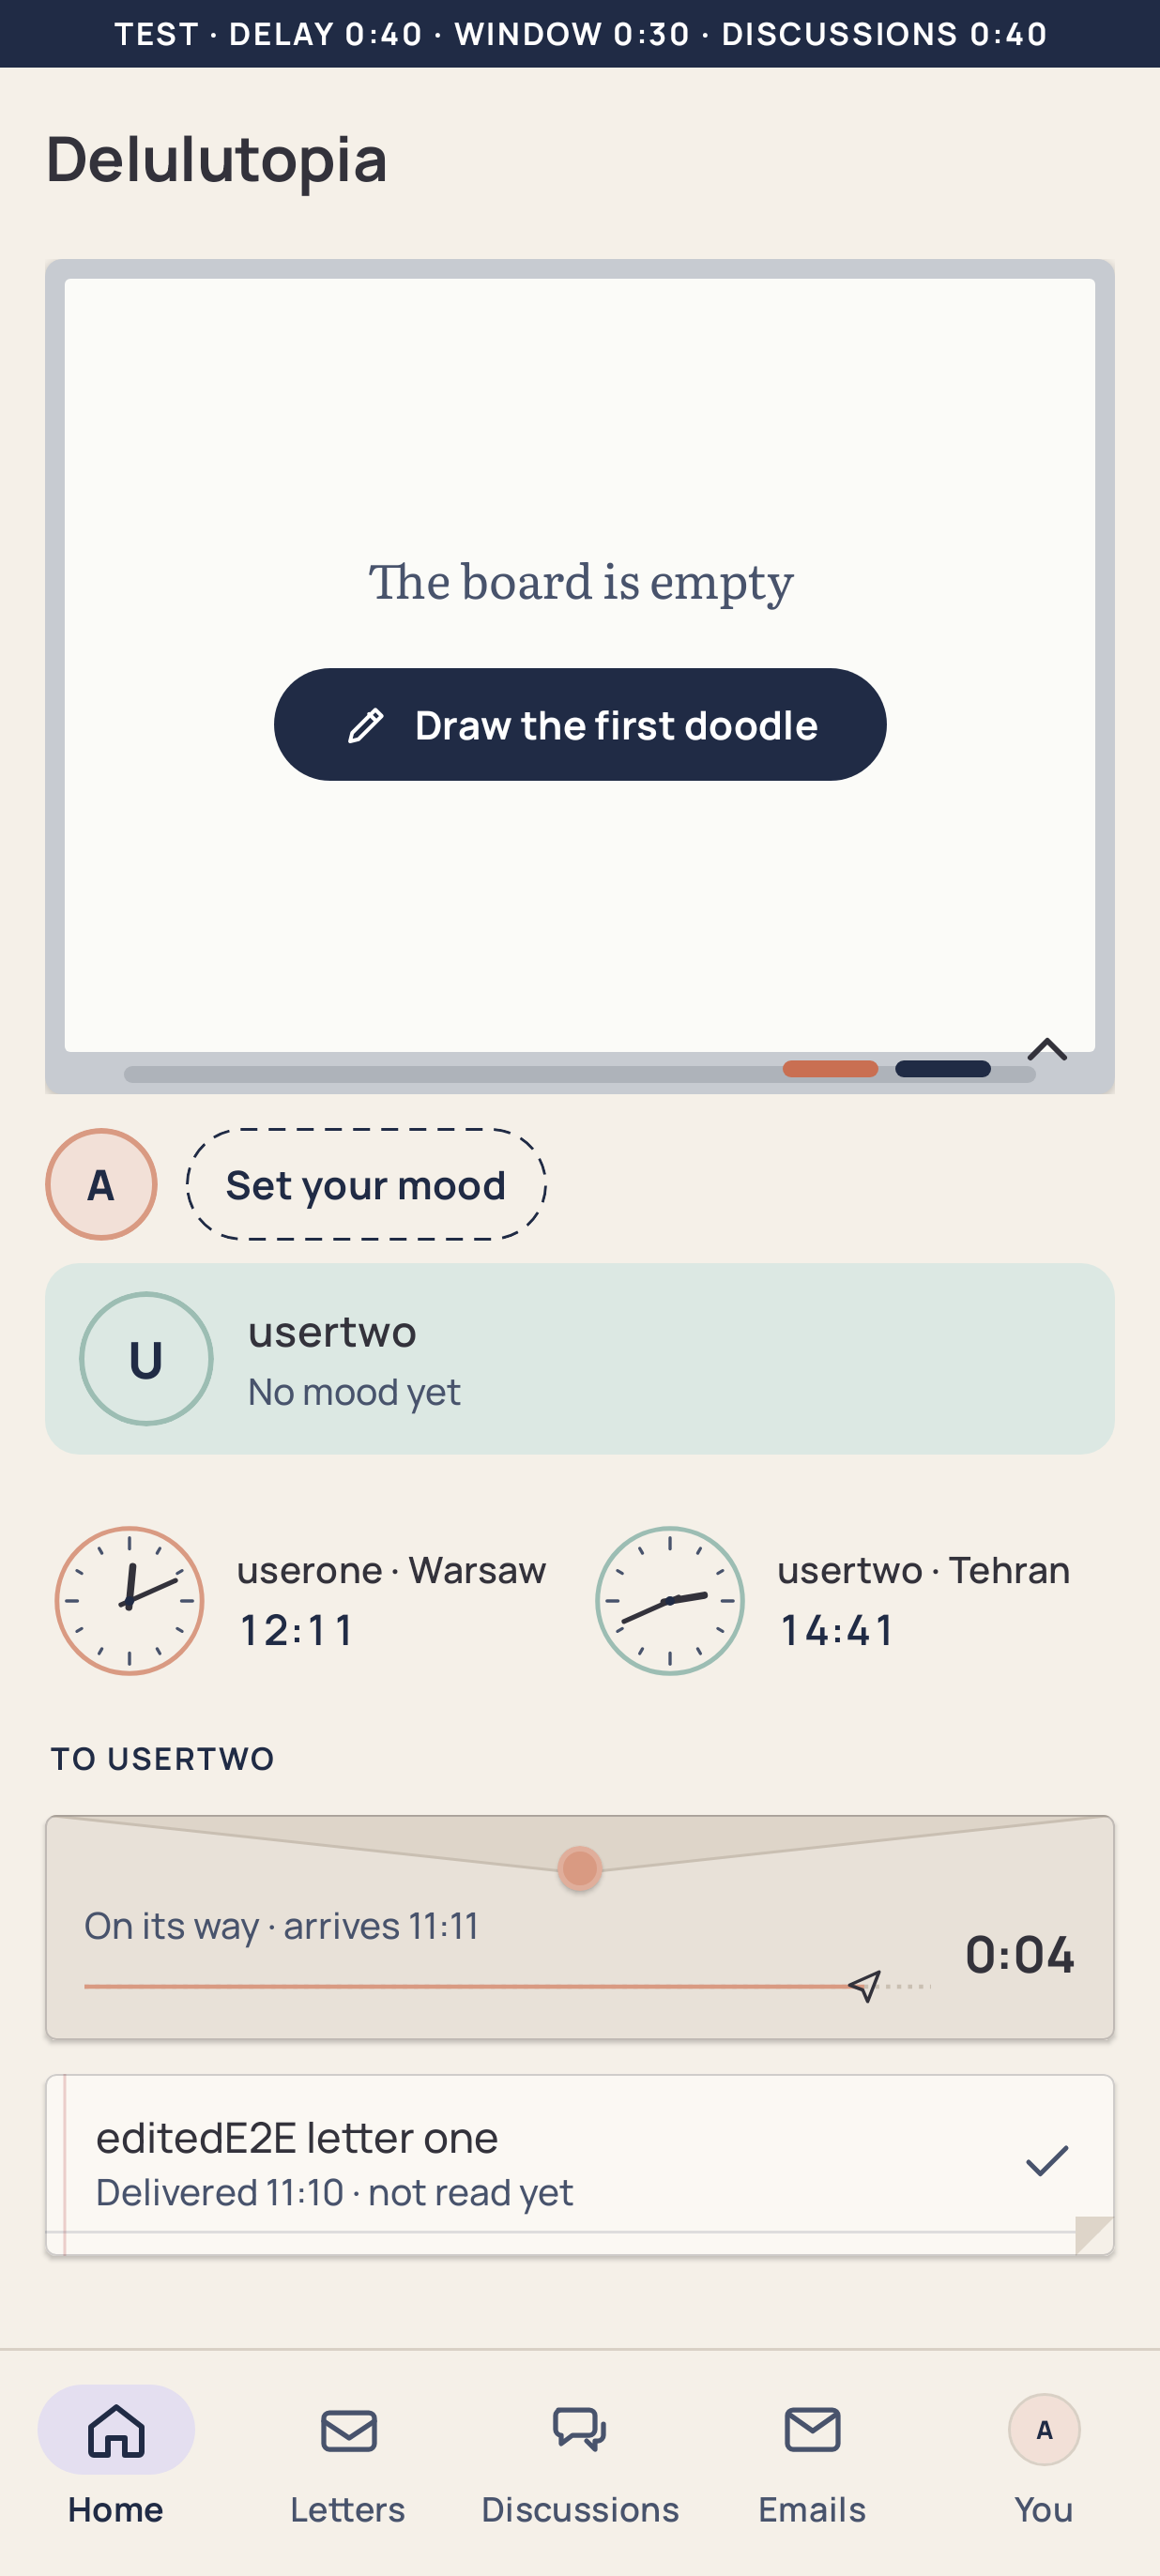 TEST · DELAY 0:40 · WINDOW 0:30 · DISCUSSIONS 0:40
Delulutopia
The board is empty
Draw the first doodle
A
Set your mood
U
usertwo
No mood yet
userone · Warsaw
12:11
usertwo · Tehran
14:41
TO USERTWO
On its way · arrives 11:11
0:04
editedE2E letter one
Delivered 11:10 · not read yet
A
Home
Letters
Discussions
Emails
You